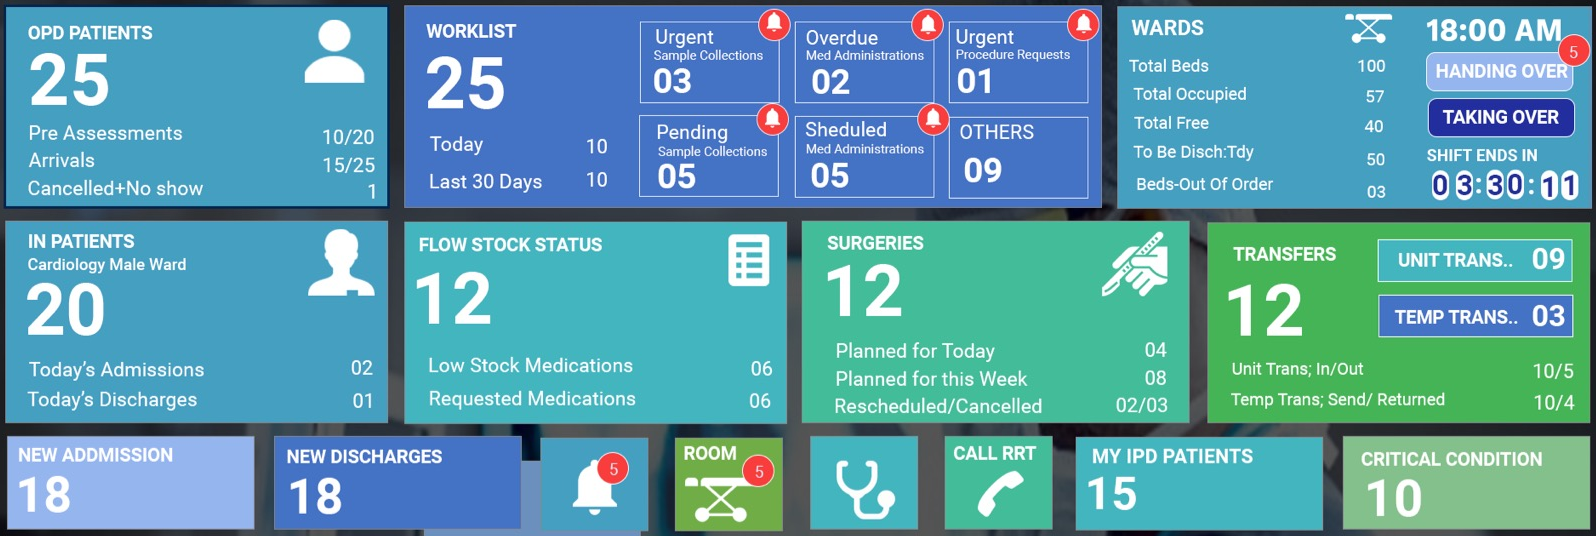 OPD PATIENTS
25
Pre Assessments 10/20
Arrivals 15/25
Cancelled+No show 1
WORKLIST
25
Today 10
Last 30 Days 10
Urgent
Sample Collections
03
Overdue
Med Administrations
02
Urgent
Procedure Requests
01
Pending
Sample Collections
05
Sheduled
Med Administrations
05
OTHERS
09
WARDS
Total Beds 100
Total Occupied 57
Total Free 40
To Be Disch:Tdy 50
Beds-Out Of Order 03
18:00 AM
5
HANDING OVER
TAKING OVER
SHIFT ENDS IN
03:30:11
IN PATIENTS
Cardiology Male Ward
20
Today's Admissions 02
Today's Discharges 01
FLOW STOCK STATUS
12
Low Stock Medications 06
Requested Medications 06
SURGERIES
12
Planned for Today 04
Planned for this Week 08
Rescheduled/Cancelled 02/03
TRANSFERS
12
UNIT TRANS.. 09
TEMP TRANS.. 03
Unit Trans; In/Out 10/5
Temp Trans; Send/ Returned 10/4
NEW ADDMISSION
18
NEW DISCHARGES
18
5
ROOM
5
CALL RRT
MY IPD PATIENTS
15
CRITICAL CONDITION
10